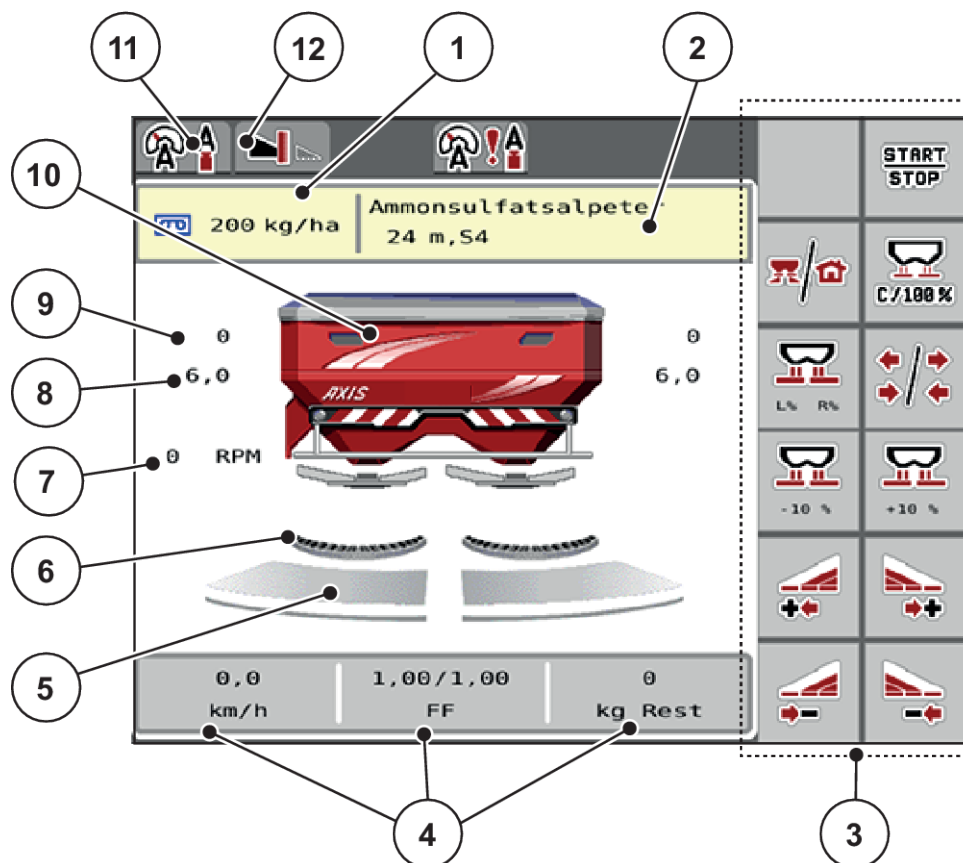 11
12
1
2
10
START
STOP
200 kg/ha
Ammonsulfatsalpeter
24 m,S4
C/100 %
9
0
0
8
6,0
6,0
AXIS
L% R%
7
0 RPM
-10 %
+10 %
6
5
0,0
1,00/1,00
0
km/h
FF
kg Rest
4
3